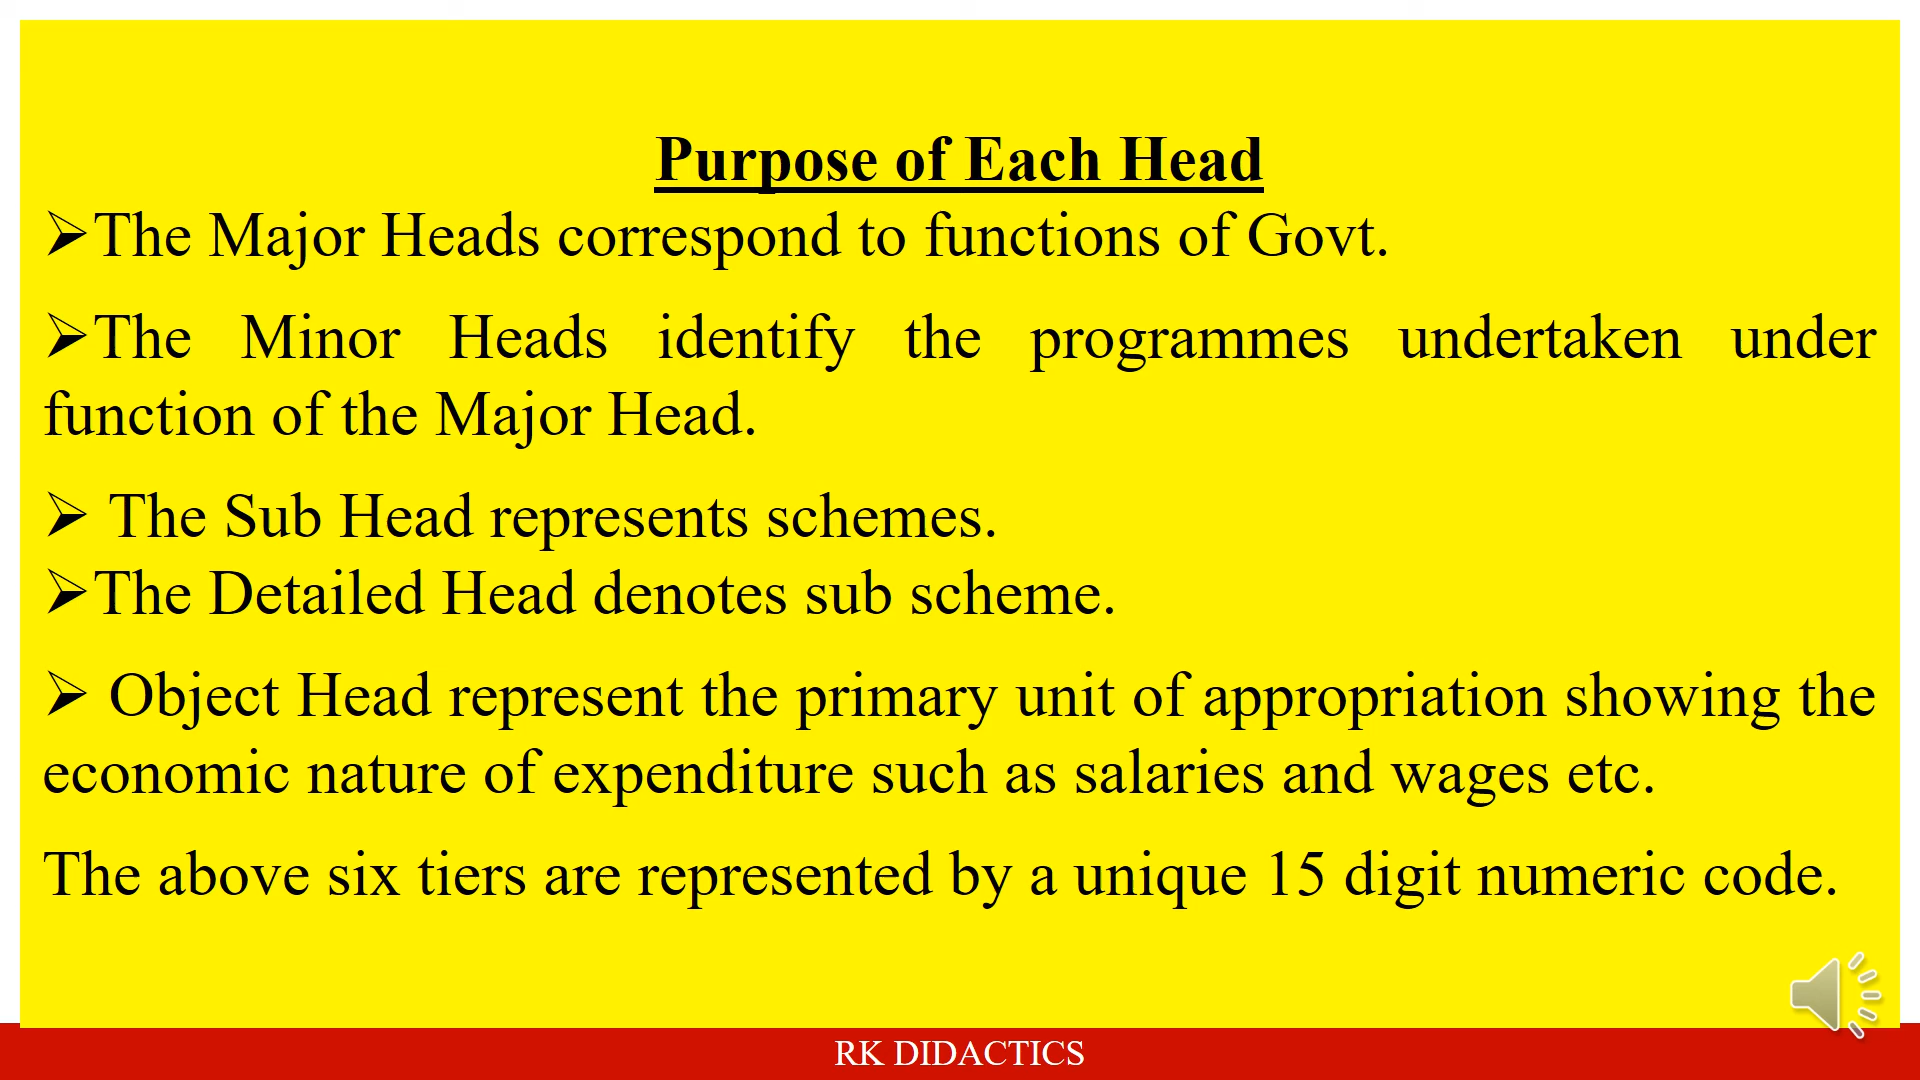 Purpose of Each Head
➢The Major Heads correspond to functions of Govt.
➢The Minor Heads identify the programmes undertaken under
function of the Major Head.
➢ The Sub Head represents schemes.
➢The Detailed Head denotes sub scheme.
➢ Object Head represent the primary unit of appropriation showing the
economic nature of expenditure such as salaries and wages etc.
The above six tiers are represented by a unique 15 digit numeric code.
RK DIDACTICS